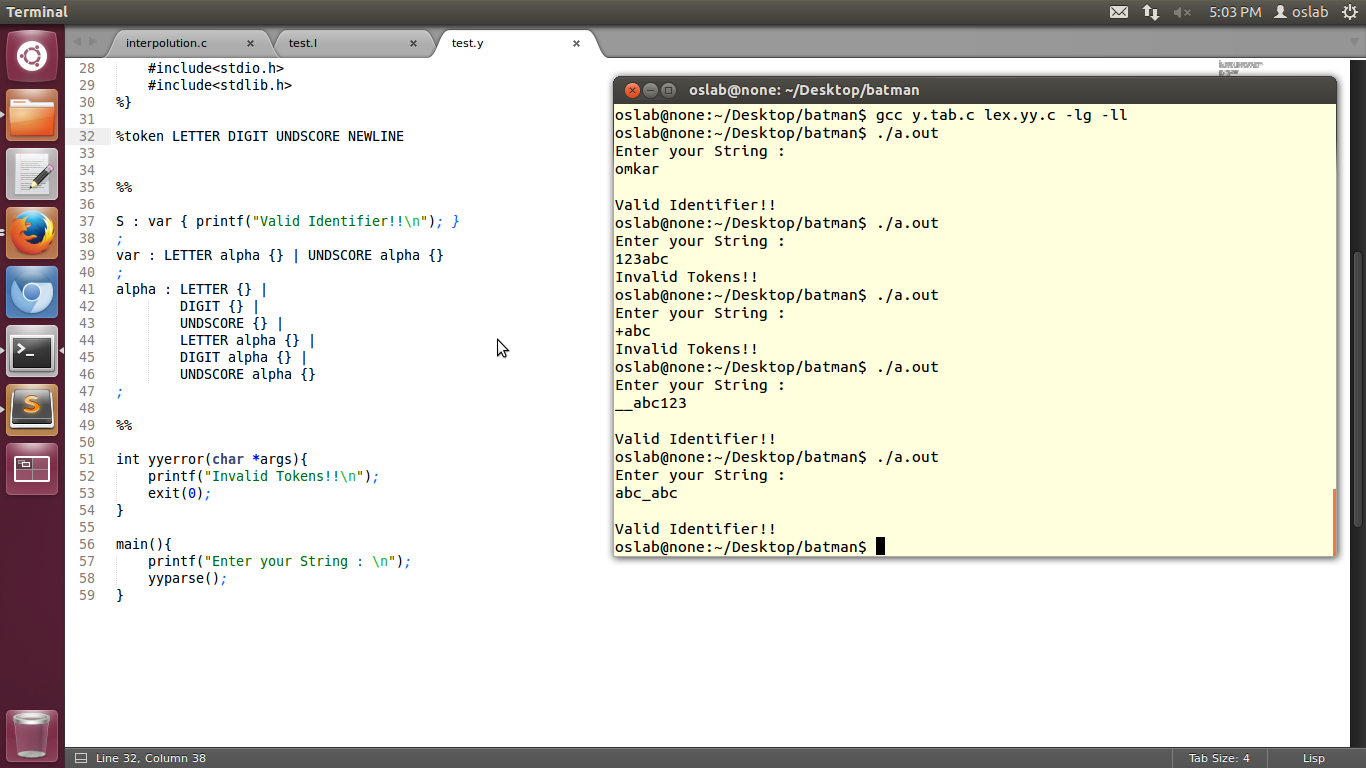 Terminal
5:03 PM
oslab
interpolution.c ×
test.l ×
test.y ×
28 #include<stdio.h>
29 #include<stdlib.h>
30 %}
31
32 %token LETTER DIGIT UNDSCORE NEWLINE
33
34
35 %%
36
37 S : var { printf("Valid Identifier!!\n"); }
38 ;
39 var : LETTER alpha {} | UNDSCORE alpha {}
40 ;
41 alpha : LETTER {} |
42 DIGIT {} |
43 UNDSCORE {} |
44 LETTER alpha {} |
45 DIGIT alpha {} |
46 UNDSCORE alpha {}
47 ;
48
49 %%
50
51 int yyerror(char *args){
52 printf("Invalid Tokens!!\n");
53 exit(0);
54 }
55
56 main(){
57 printf("Enter your String : \n");
58 yyparse();
59 }
oslab@none: ~/Desktop/batman
oslab@none:~/Desktop/batman$ gcc y.tab.c lex.yy.c -lg -ll
oslab@none:~/Desktop/batman$ ./a.out
Enter your String :
omkar
Valid Identifier!!
oslab@none:~/Desktop/batman$ ./a.out
Enter your String :
123abc
Invalid Tokens!!
oslab@none:~/Desktop/batman$ ./a.out
Enter your String :
+abc
Invalid Tokens!!
oslab@none:~/Desktop/batman$ ./a.out
Enter your String :
__abc123
Valid Identifier!!
oslab@none:~/Desktop/batman$ ./a.out
Enter your String :
abc_abc
Valid Identifier!!
oslab@none:~/Desktop/batman$
Line 32, Column 38
Tab Size: 4
Lisp